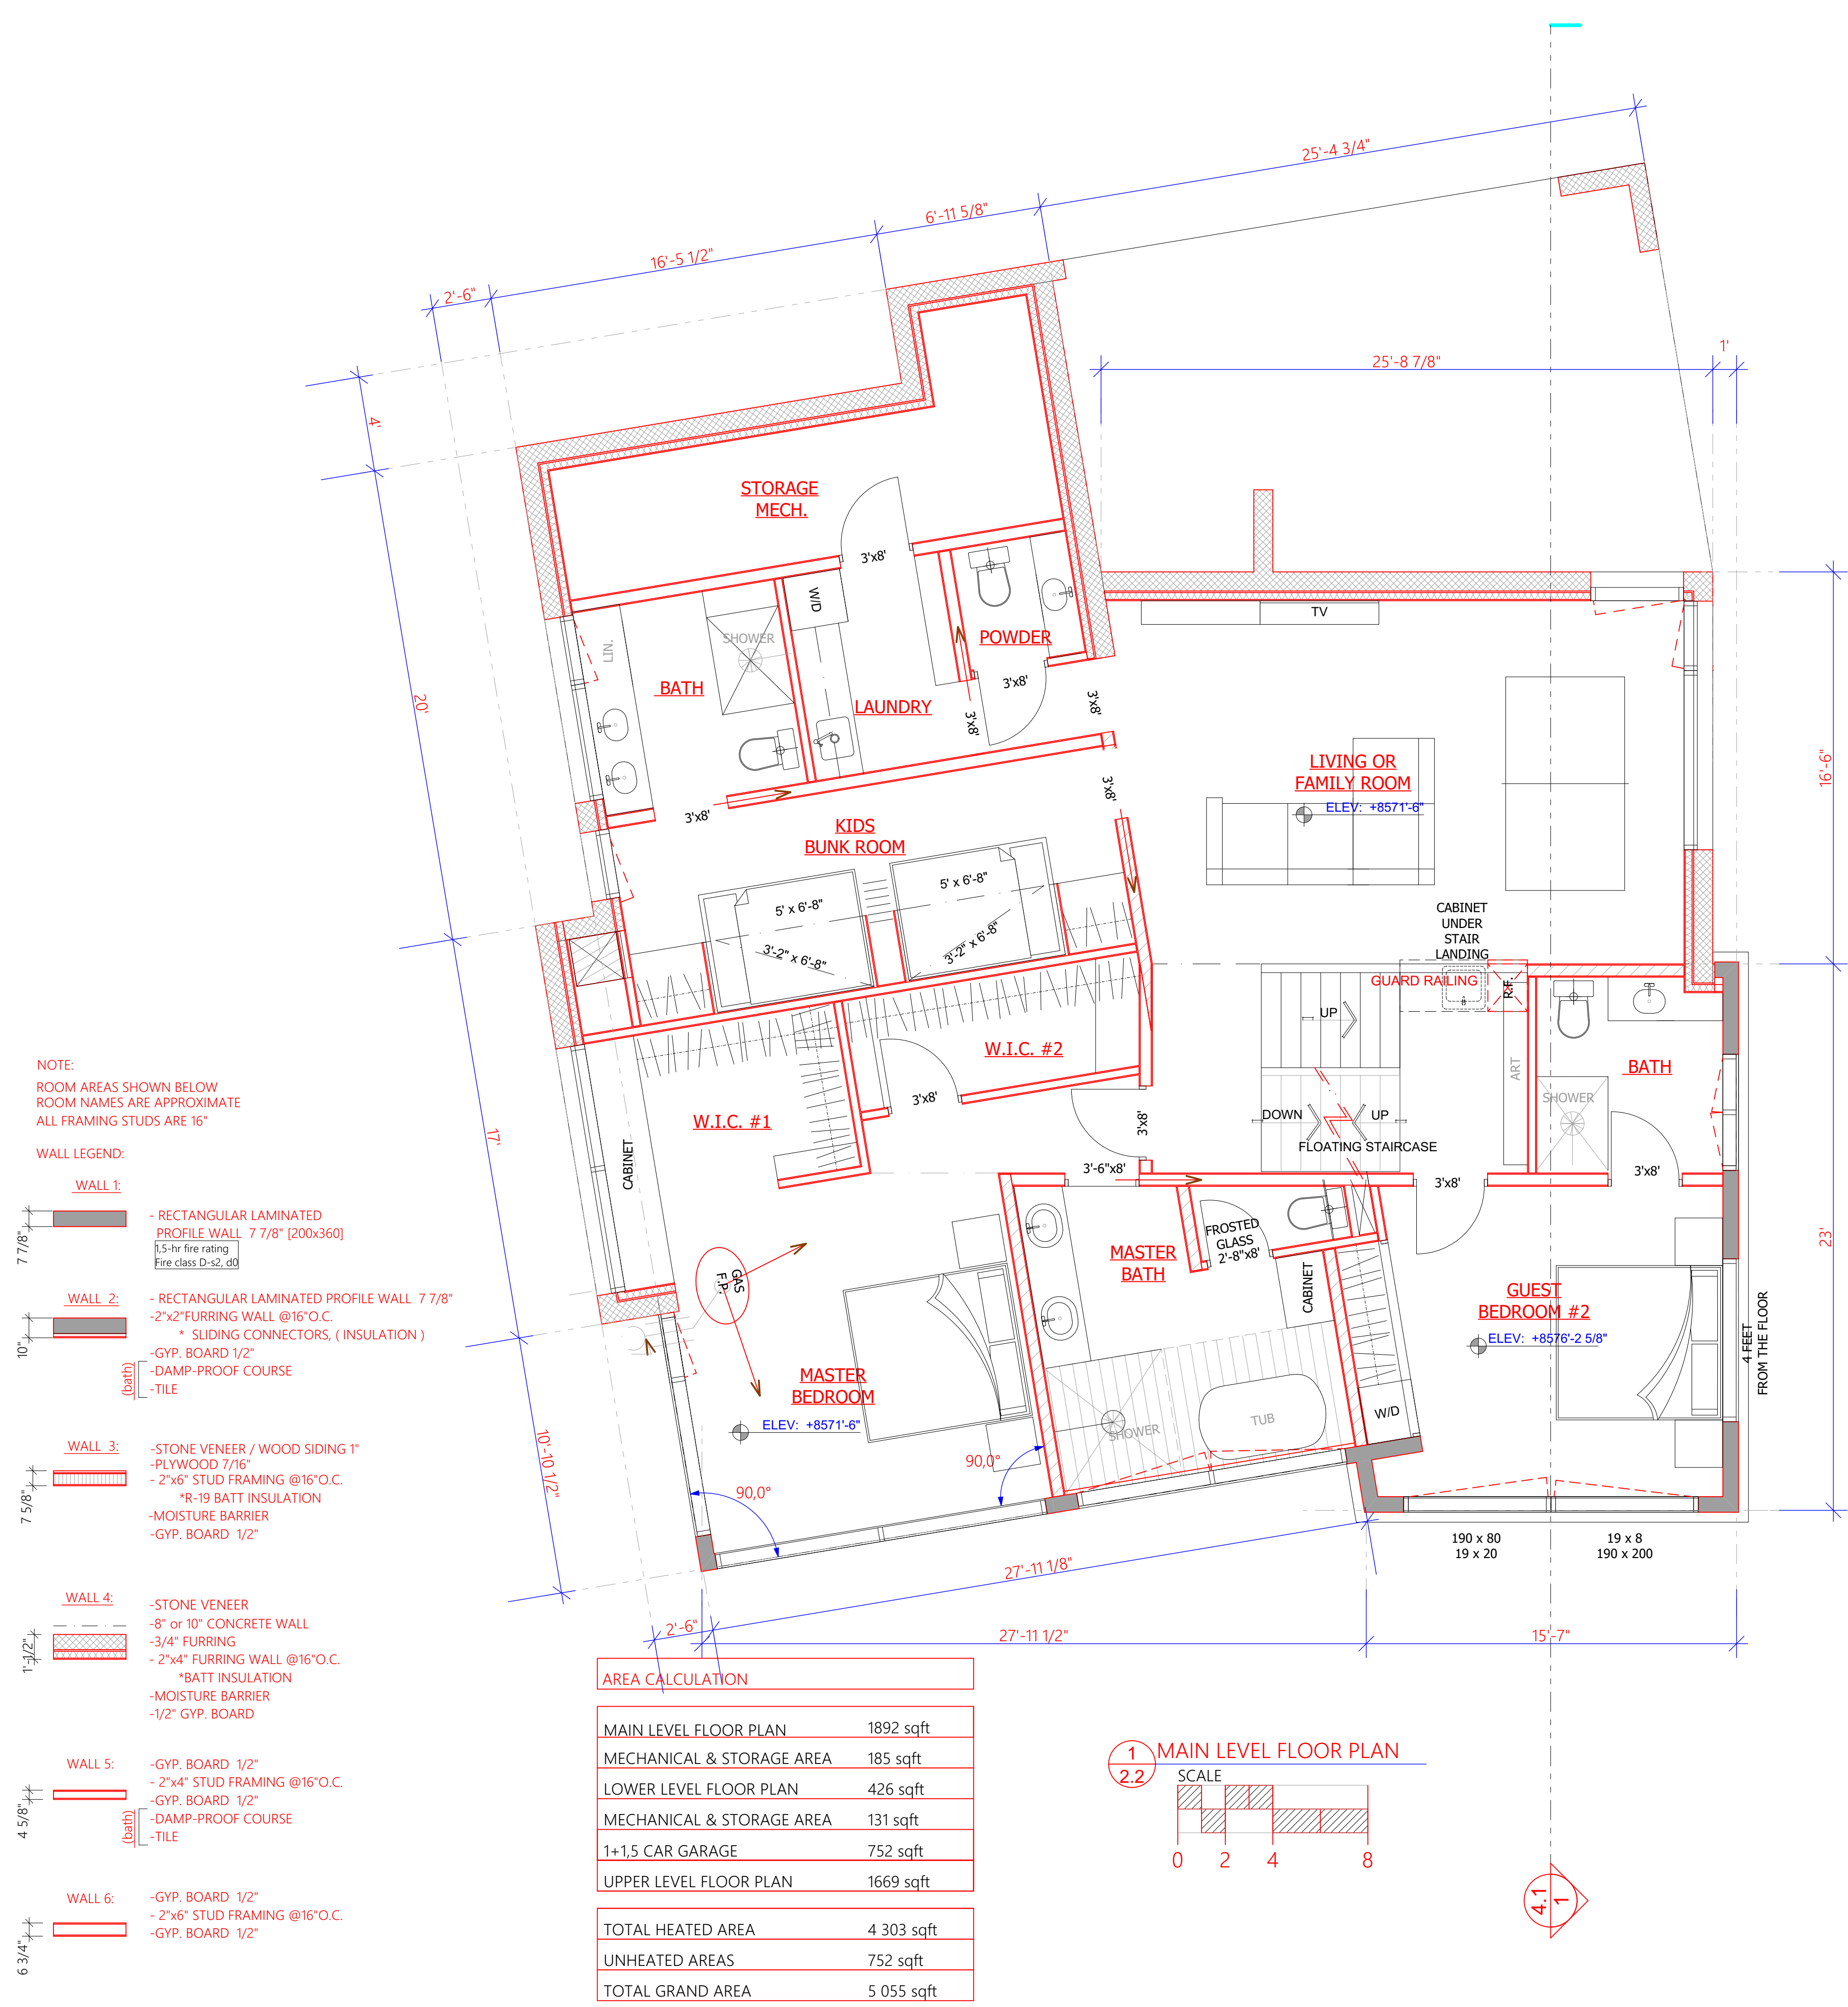 25'-4 3/4"
6'-11 5/8"
16'-5 1/2"
2'-6"
4'
20'
17'
10'-10 1/2"
25'-8 7/8"
1'
16'-6"
23'
STORAGE
MECH.
3'x8'
W/D
SHOWER
LIN.
BATH
LAUNDRY
POWDER
3'x8'
3'x8'
3'x8'
3'x8'
3'x8'
TV
LIVING OR
FAMILY ROOM
ELEV: +8571'-6"
KIDS
BUNK ROOM
5' x 6'-8"
3'-2" x 6'-8"
5' x 6'-8"
3'-2" x 6'-8"
CABINET
UNDER
STAIR
LANDING
GUARD RAILING
R.F.
UP
DOWN
UP
FLOATING STAIRCASE
ART
BATH
SHOWER
3'x8'
3'x8'
W.I.C. #2
3'x8'
3'x8'
3'-6"x8'
W.I.C. #1
CABINET
GAS
F.P.
MASTER
BEDROOM
ELEV: +8571'-6"
90,0°
90,0°
MASTER
BATH
FROSTED
GLASS
2'-8"x8'
CABINET
SHOWER
TUB
W/D
GUEST
BEDROOM #2
ELEV: +8576'-2 5/8"
4 FEET
FROM THE FLOOR
190 x 80
19 x 20
19 x 8
190 x 200
27'-11 1/8"
2'-6"
27'-11 1/2"
15'-7"
NOTE:
ROOM AREAS SHOWN BELOW
ROOM NAMES ARE APPROXIMATE
ALL FRAMING STUDS ARE 16"
WALL LEGEND:
WALL 1:
7 7/8"
- RECTANGULAR LAMINATED
PROFILE WALL 7 7/8" [200x360]
1,5-hr fire rating
Fire class D-s2, d0
WALL 2:
10"
- RECTANGULAR LAMINATED PROFILE WALL 7 7/8"
-2"x2"FURRING WALL @16"O.C.
* SLIDING CONNECTORS, ( INSULATION )
-GYP. BOARD 1/2"
(bath)
-DAMP-PROOF COURSE
-TILE
WALL 3:
7 5/8"
-STONE VENEER / WOOD SIDING 1"
-PLYWOOD 7/16"
- 2"x6" STUD FRAMING @16"O.C.
*R-19 BATT INSULATION
-MOISTURE BARRIER
-GYP. BOARD 1/2"
WALL 4:
1'-1/2"
-STONE VENEER
-8" or 10" CONCRETE WALL
-3/4" FURRING
- 2"x4" FURRING WALL @16"O.C.
*BATT INSULATION
-MOISTURE BARRIER
-1/2" GYP. BOARD
WALL 5:
4 5/8"
-GYP. BOARD 1/2"
- 2"x4" STUD FRAMING @16"O.C.
-GYP. BOARD 1/2"
(bath)
-DAMP-PROOF COURSE
-TILE
WALL 6:
6 3/4"
-GYP. BOARD 1/2"
- 2"x6" STUD FRAMING @16"O.C.
-GYP. BOARD 1/2"
AREA CALCULATION
MAIN LEVEL FLOOR PLAN 1892 sqft
MECHANICAL & STORAGE AREA 185 sqft
LOWER LEVEL FLOOR PLAN 426 sqft
MECHANICAL & STORAGE AREA 131 sqft
1+1,5 CAR GARAGE 752 sqft
UPPER LEVEL FLOOR PLAN 1669 sqft
TOTAL HEATED AREA 4 303 sqft
UNHEATED AREAS 752 sqft
TOTAL GRAND AREA 5 055 sqft
1
2.2
MAIN LEVEL FLOOR PLAN
SCALE
0 2 4 8
4.1
1